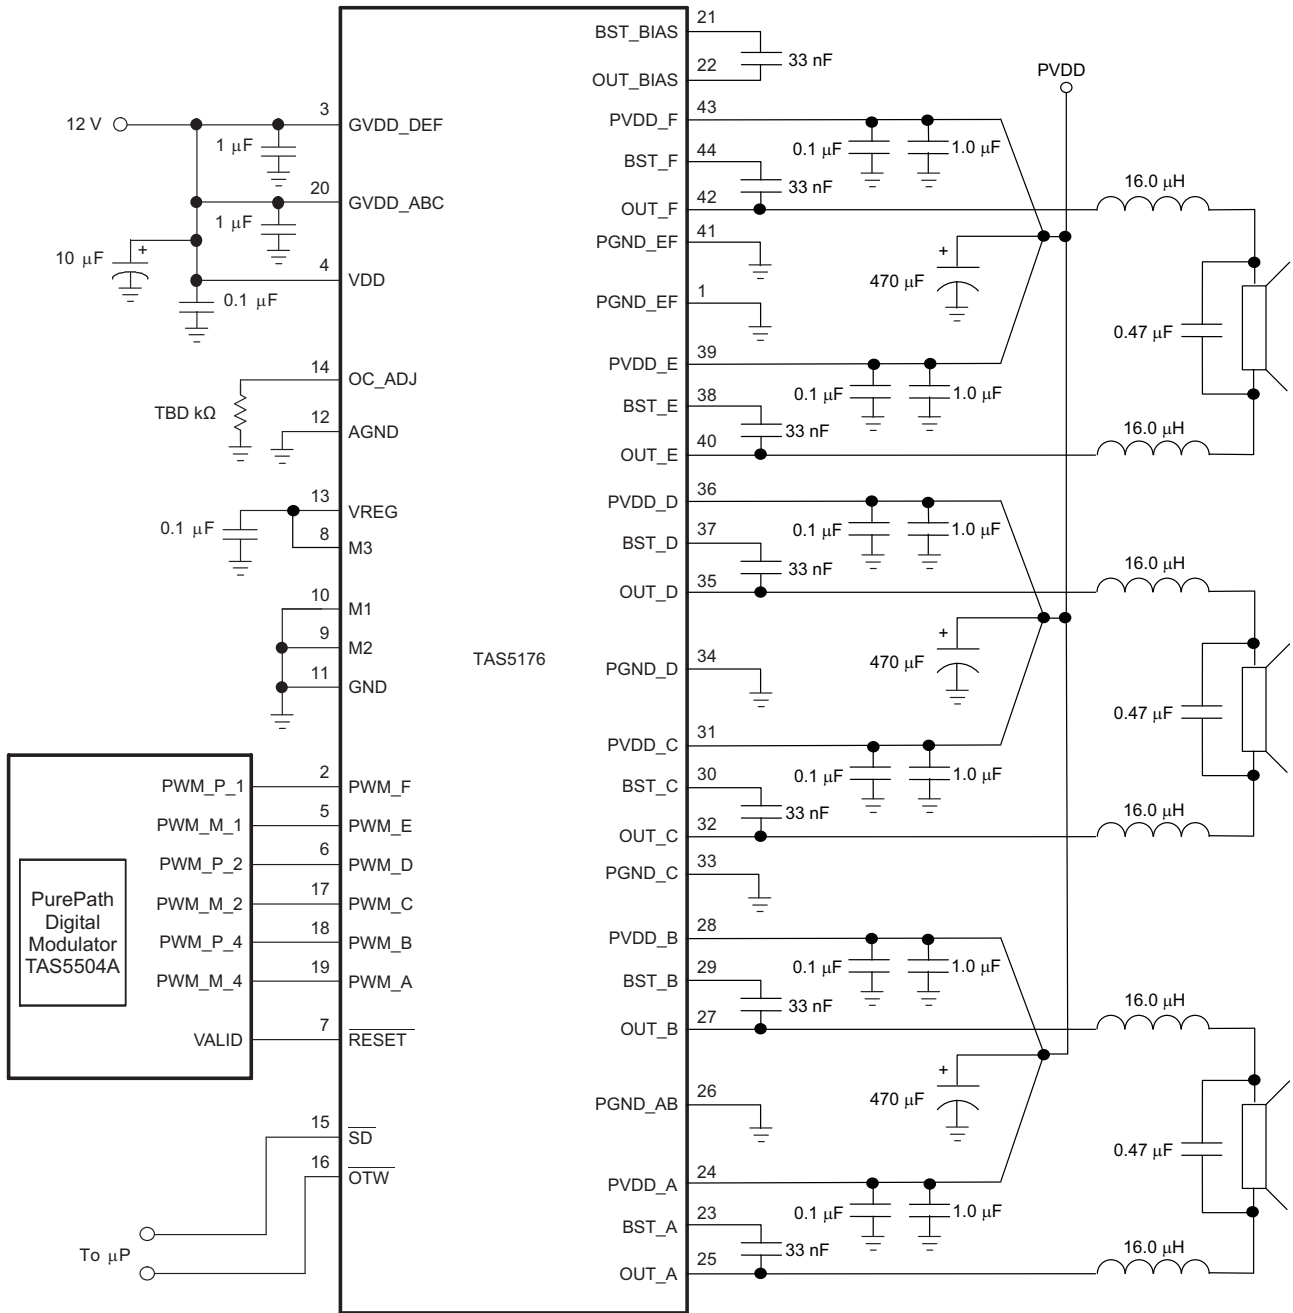 21
BST_BIAS
33 nF
22
OUT_BIAS
PVDD
3
12 V
GVDD_DEF
1 μF
20
GVDD_ABC
1 μF
10 μF
+
4
VDD
0.1 μF
14
OC_ADJ
TBD kΩ
12
AGND
13
VREG
0.1 μF
8
M3
10
M1
9
M2
11
GND
TAS5176
PWM_P_1
2
PWM_F
PWM_M_1
5
PWM_E
PWM_P_2
6
PWM_D
PWM_M_2
17
PWM_C
PWM_P_4
18
PWM_B
PWM_M_4
19
PWM_A
VALID
7
RESET
PurePath
Digital
Modulator
TAS5504A
15
SD
16
OTW
To μP
43
PVDD_F
0.1 μF
1.0 μF
44
BST_F
33 nF
42
OUT_F
16.0 μH
41
PGND_EF
+
470 μF
1
PGND_EF
0.47 μF
39
PVDD_E
0.1 μF
1.0 μF
38
BST_E
33 nF
40
OUT_E
16.0 μH
36
PVDD_D
0.1 μF
1.0 μF
37
BST_D
33 nF
35
OUT_D
16.0 μH
34
PGND_D
+
470 μF
0.47 μF
31
PVDD_C
0.1 μF
1.0 μF
30
BST_C
33 nF
32
OUT_C
16.0 μH
33
PGND_C
28
PVDD_B
0.1 μF
1.0 μF
29
BST_B
33 nF
27
OUT_B
16.0 μH
26
PGND_AB
+
470 μF
0.47 μF
24
PVDD_A
0.1 μF
1.0 μF
23
BST_A
33 nF
25
OUT_A
16.0 μH